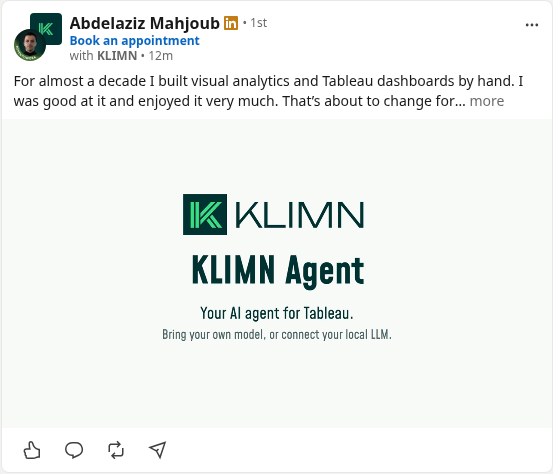 Abdelaziz Mahjoub in • 1st
Book an appointment
with KLIMN • 12m
For almost a decade I built visual analytics and Tableau dashboards by hand. I
was good at it and enjoyed it very much. That’s about to change for... more
KLIMN
KLIMN Agent
Your AI agent for Tableau.
Bring your own model, or connect your local LLM.